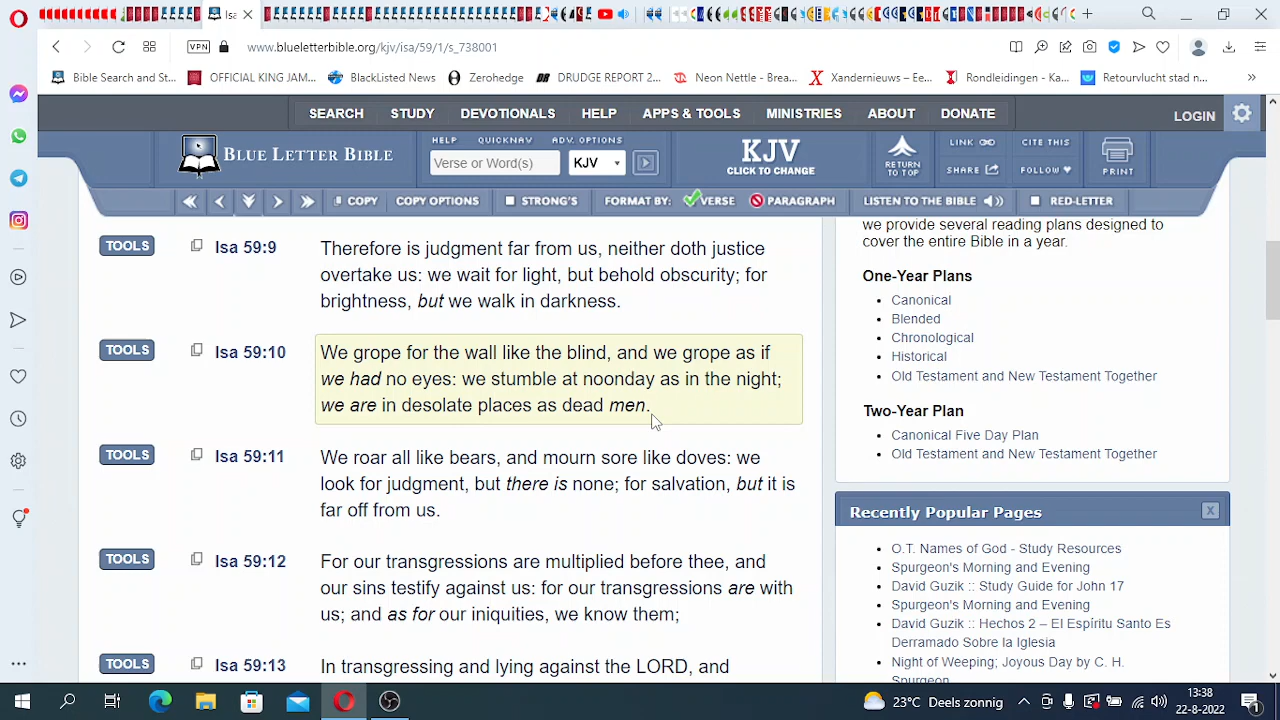 Isa
www.blueletterbible.org/kjv/isa/59/1/s_738001
VPN
Bible Search and St...
OFFICIAL KING JAM...
BlackListed News
Zerohedge
DRUDGE REPORT 2...
Neon Nettle - Brea...
Xandernieuws – Ee...
Rondleidingen - Ka...
Retourvlucht stad n...
»
SEARCH STUDY DEVOTIONALS HELP APPS & TOOLS MINISTRIES ABOUT DONATE
LOGIN
BLUE LETTER BIBLE
HELP QUICKNAV ADV. OPTIONS
Verse or Word(s)
KJV
KJV
CLICK TO CHANGE
RETURN
TO TOP
LINK
SHARE
CITE THIS
FOLLOW
PRINT
COPY COPY OPTIONS STRONG'S FORMAT BY: VERSE PARAGRAPH LISTEN TO THE BIBLE RED-LETTER
TOOLS Isa 59:9 Therefore is judgment far from us, neither doth justice
overtake us: we wait for light, but behold obscurity; for
brightness, but we walk in darkness.
TOOLS Isa 59:10 We grope for the wall like the blind, and we grope as if
we had no eyes: we stumble at noonday as in the night;
we are in desolate places as dead men.
TOOLS Isa 59:11 We roar all like bears, and mourn sore like doves: we
look for judgment, but there is none; for salvation, but it is
far off from us.
TOOLS Isa 59:12 For our transgressions are multiplied before thee, and
our sins testify against us: for our transgressions are with
us; and as for our iniquities, we know them;
TOOLS Isa 59:13 In transgressing and lying against the LORD, and
we provide several reading plans designed to
cover the entire Bible in a year.
One-Year Plans
Canonical
Blended
Chronological
Historical
Old Testament and New Testament Together
Two-Year Plan
Canonical Five Day Plan
Old Testament and New Testament Together
Recently Popular Pages X
O.T. Names of God - Study Resources
Spurgeon's Morning and Evening
David Guzik :: Study Guide for John 17
Spurgeon's Morning and Evening
David Guzik :: Hechos 2 – El Espíritu Santo Es
Derramado Sobre la Iglesia
Night of Weeping; Joyous Day by C. H.
Spurgeon
23°C Deels zonnig
13:38
22-8-2022
1